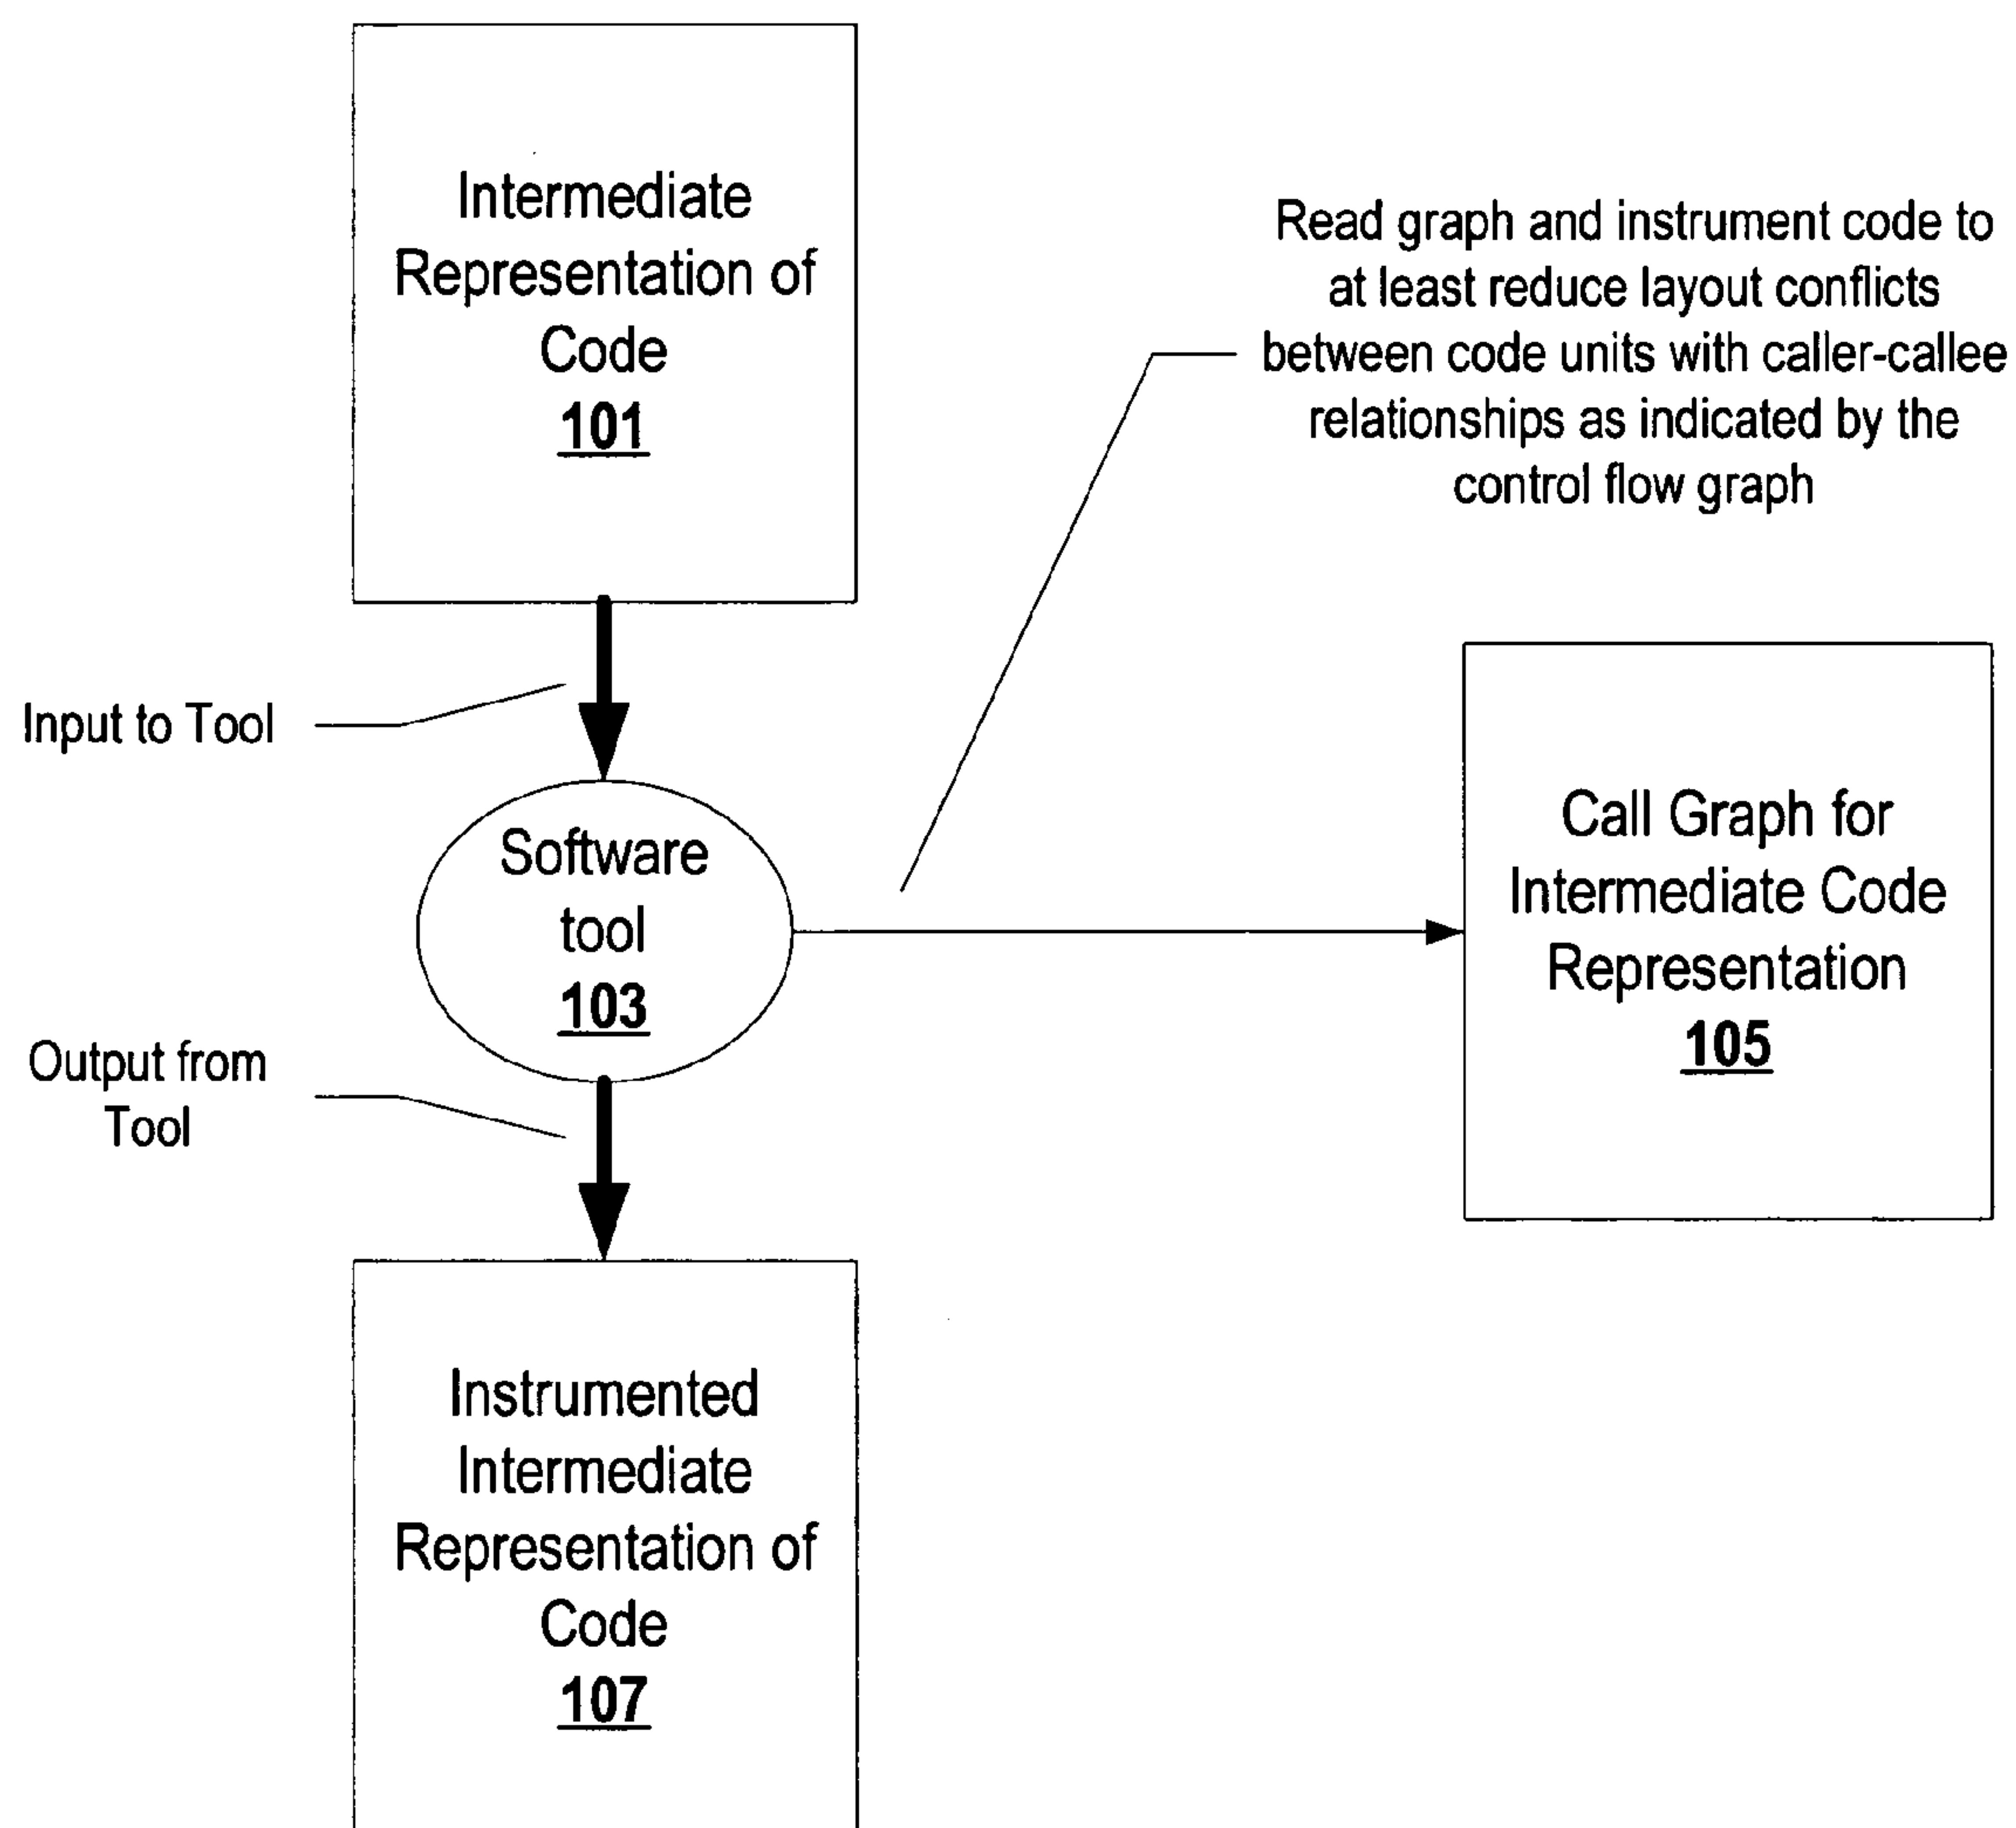 Intermediate
Representation of
Code
101
Read graph and instrument code to
at least reduce layout conflicts
between code units with caller-callee
relationships as indicated by the
control flow graph
Input to Tool
Software
tool
103
Call Graph for
Intermediate Code
Representation
105
Output from
Tool
Instrumented
Intermediate
Representation of
Code
107